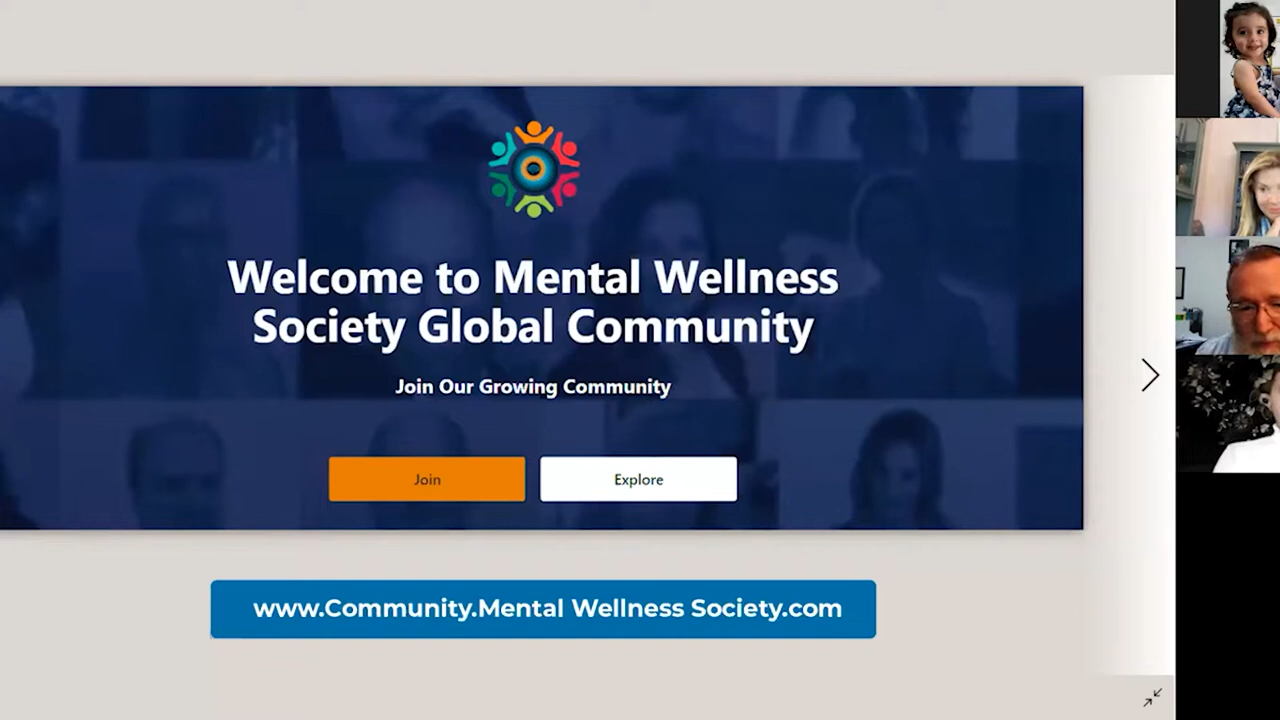 Welcome to Mental Wellness
Society Global Community
Join Our Growing Community
Join
Explore
www.Community.Mental Wellness Society.com